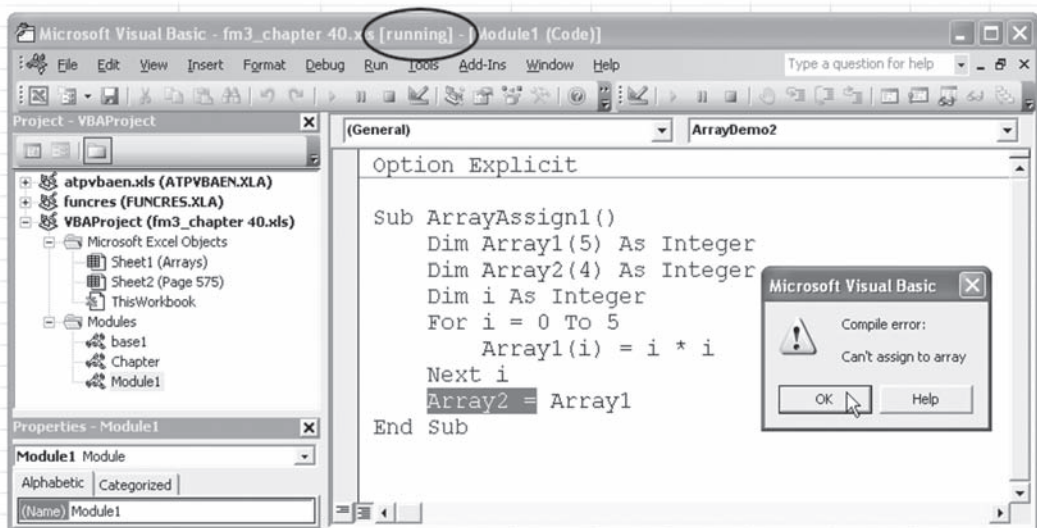 Microsoft Visual Basic - fm3_chapter 40.xls [running] - [Module1 (Code)]
File Edit View Insert Format Debug Run Tools Add-Ins Window Help
Type a question for help
Project - VBAProject
atpvbaen.xls (ATPVBAEN.XLA)
funcres (FUNCRES.XLA)
VBAProject (fm3_chapter 40.xls)
Microsoft Excel Objects
Sheet1 (Arrays)
Sheet2 (Page 575)
ThisWorkbook
Modules
base1
Chapter
Module1
Properties - Module1
Module1 Module
Alphabetic Categorized
(Name) Module1
(General) ArrayDemo2
Option Explicit
Sub ArrayAssign1()
Dim Array1(5) As Integer
Dim Array2(4) As Integer
Dim i As Integer
For i = 0 To 5
Array1(i) = i * i
Next i
Array2 = Array1
End Sub
Microsoft Visual Basic
Compile error:
Can't assign to array
OK Help